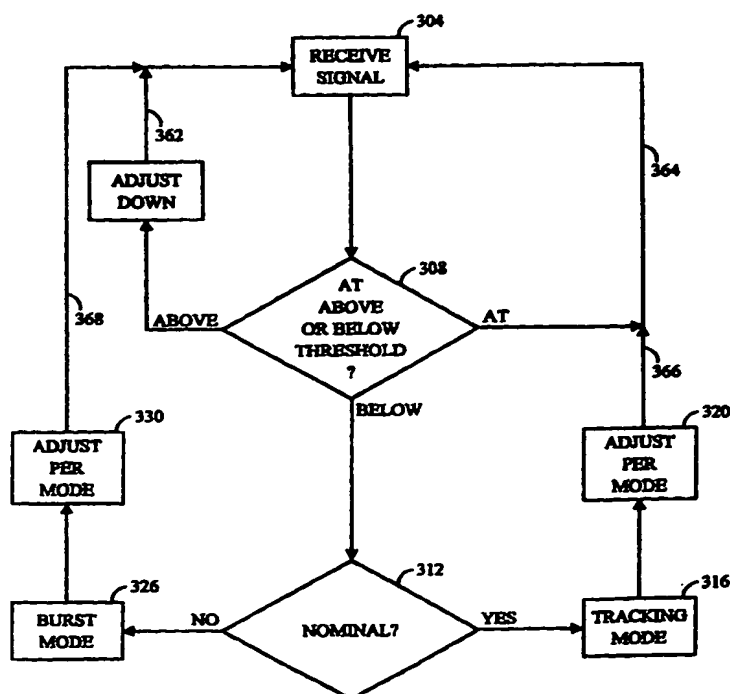 304
RECEIVE
SIGNAL
362
364
ADJUST
DOWN
308
AT
ABOVE
OR BELOW
THRESHOLD
?
368
ABOVE
AT
366
BELOW
330
320
ADJUST
PER
MODE
ADJUST
PER
MODE
312
326
316
BURST
MODE
NO
NOMINAL?
YES
TRACKING
MODE